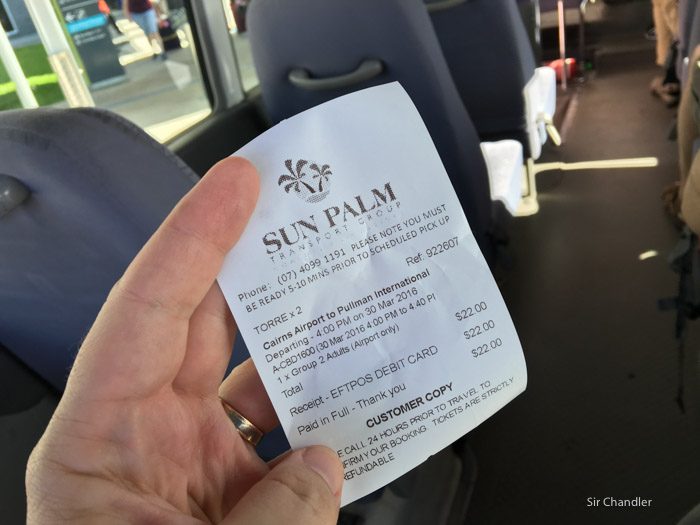 SUN PALM
TRANSPORT GROUP
Phone: (07) 4099 1191 PLEASE NOTE YOU MUST
BE READY 5-10 MINS PRIOR TO SCHEDULED PICK UP
Ref: 922607
TORRE x 2
Cairns Airport to Pullman International
Departing - 4:00 PM on 30 Mar 2016
A-CBD1600 (30 Mar 2016 4.00 PM to 4.40 P
1 x Group 2 Adults (Airport only) $22.00
Total $22.00
Receipt - EFTPOS DEBIT CARD $22.00
Paid in Full - Thank you
CUSTOMER COPY
E CALL 24 HOURS PRIOR TO TRAVEL TO
FIRM YOUR BOOKING. TICKETS ARE STRICTLY
REFUNDABLE
Sir Chandler